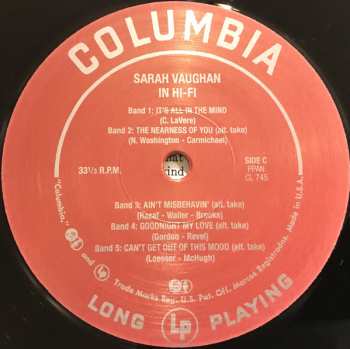 COLUMBIA
SARAH VAUGHAN
IN HI-FI
Band 1: IT'S ALL IN THE MIND
(C. LaVere)
Band 2: THE NEARNESS OF YOU (alt. take)
(N. Washington - Carmichael)
33⅓ R.P.M.
SIDE C
PPAN
CL 745
Band 3: AIN'T MISBEHAVIN' (alt. take)
(Razaf - Waller - Brooks)
Band 4: GOODNIGHT MY LOVE (alt. take)
(Gordon - Revel)
Band 5: CAN'T GET OUT OF THIS MOOD (alt. take)
(Loesser - McHugh)
"Columbia," and Trade Marks Reg. U.S. Pat. Off. Marcas Registradas. Made in U.S.A.
LONG Lp PLAYING